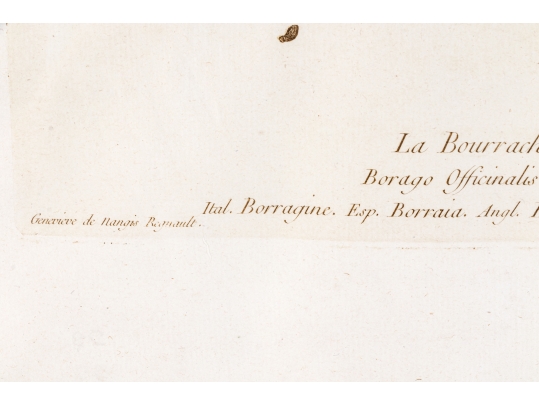 La Bourrach
Borago Officinalis
Ital. Borragine. Esp. Borraia. Angl.
Genevieve de Nangis Regnault.